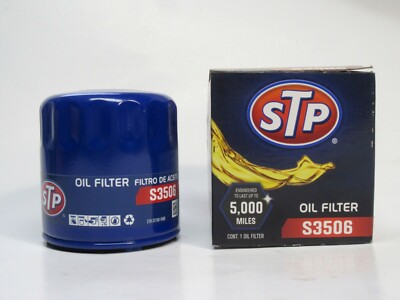 OIL FILTER FILTRO DE ACEITE
S3506
STP
STP
®
ENGINEERED
TO LAST UP TO
5,000
MILES
CONT. 1 OIL FILTER
OIL FILTER
S3506